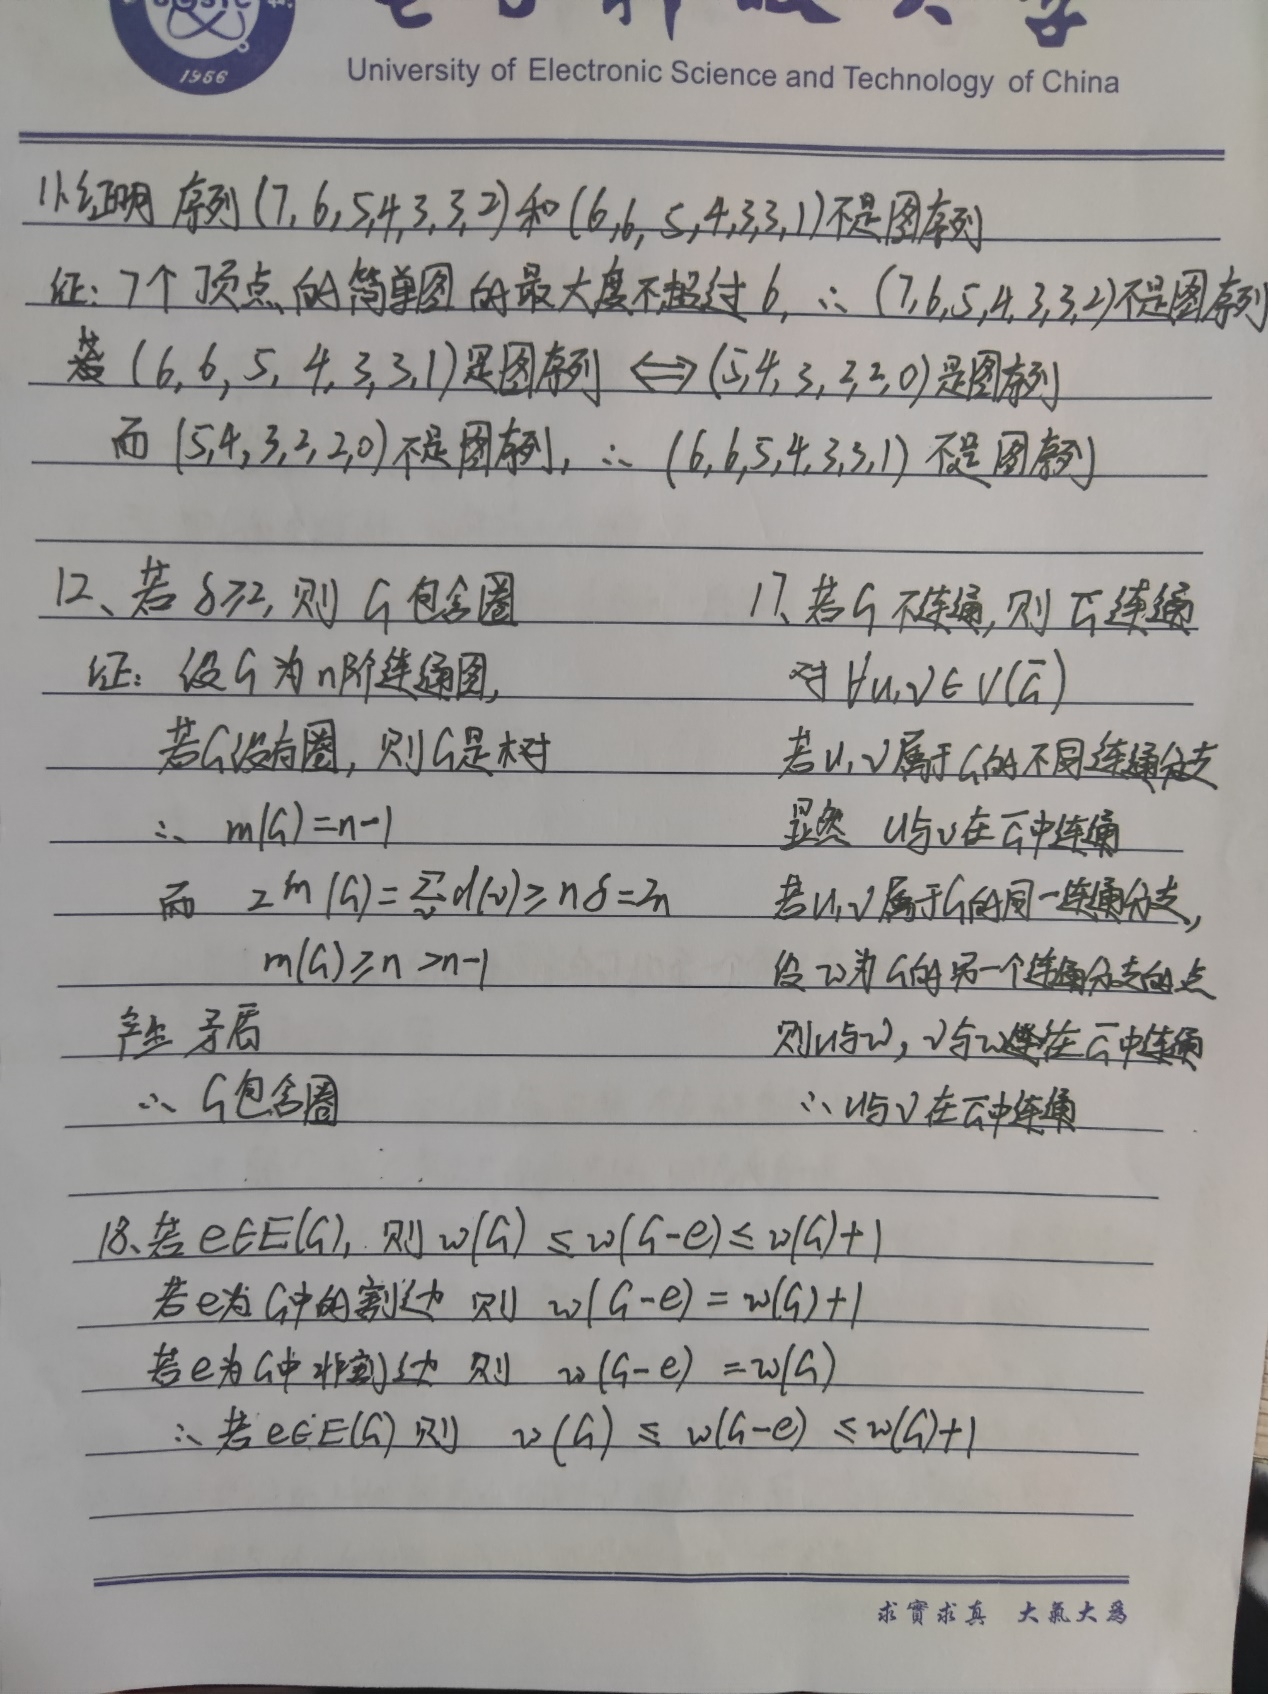 1956
University of Electronic Science and Technology of China
11、证明 序列(7,6,5,4,3,3,2)和(6,6,5,4,3,3,1)不是图序列
证:7个顶点的简单图的最大度不超过6,∴(7,6,5,4,3,3,2)不是图序列
若(6,6,5,4,3,3,1)是图序列⟺(5,4,3,2,2,0)是图序列
而(5,4,3,2,2,0)不是图序列,∴(6,6,5,4,3,3,1)不是图序列
12、若δ≥2,则G包含圈
证:设G为n阶连通图,
若G没有圈,则G是树
∴ m(G)=n-1
而 2m(G)=∑d(v)≥nδ=2n
v
m(G)≥n>n-1
产生矛盾
∴ G包含圈
17、若G不连通,则G̅连通
对∀u,v∈V(G̅)
若u,v属于G的不同连通分支
显然 u与v在G̅中连通
若u,v属于G的同一连通分支,
设w为G的另一个连通分支的点
则u与w,v与w在G̅中连通
∴u与v在G̅中连通
18、若e∈E(G),则w(G)≤w(G-e)≤w(G)+1
若e为G中的割边 则 w(G-e)=w(G)+1
若e为G中非割边 则 w(G-e)=w(G)
∴若e∈E(G)则 w(G)≤w(G-e)≤w(G)+1
求實求真 大氣大為